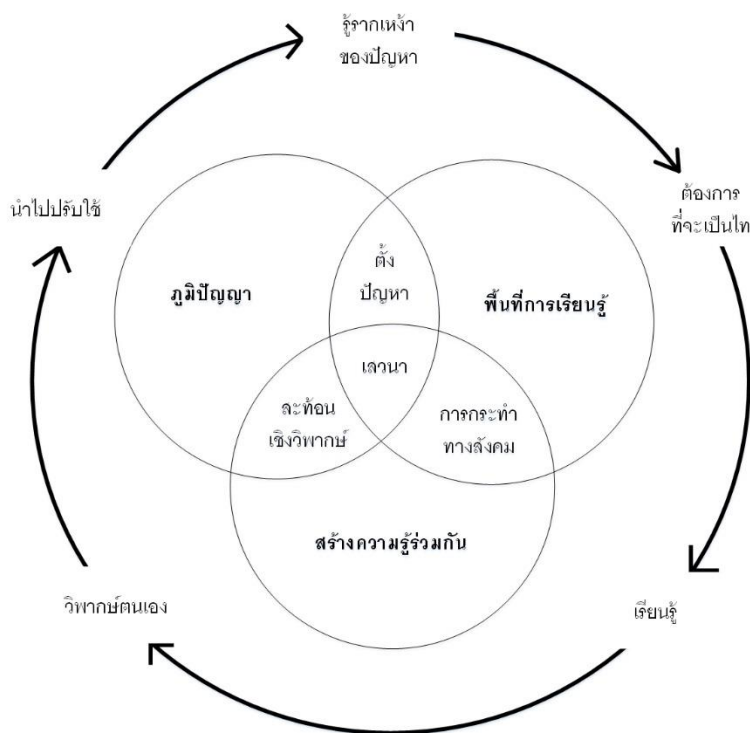 รู้รากเหง้า
ของปัญหา
นำไปปรับใช้
ต้องการ
ที่จะเป็นไท
ตั้ง
ปัญหา
ภูมิปัญญา
พื้นที่การเรียนรู้
เสวนา
สะท้อน
เชิงวิพากษ์
การกระทำ
ทางสังคม
สร้างความรู้ร่วมกัน
วิพากษ์ตนเอง
เรียนรู้